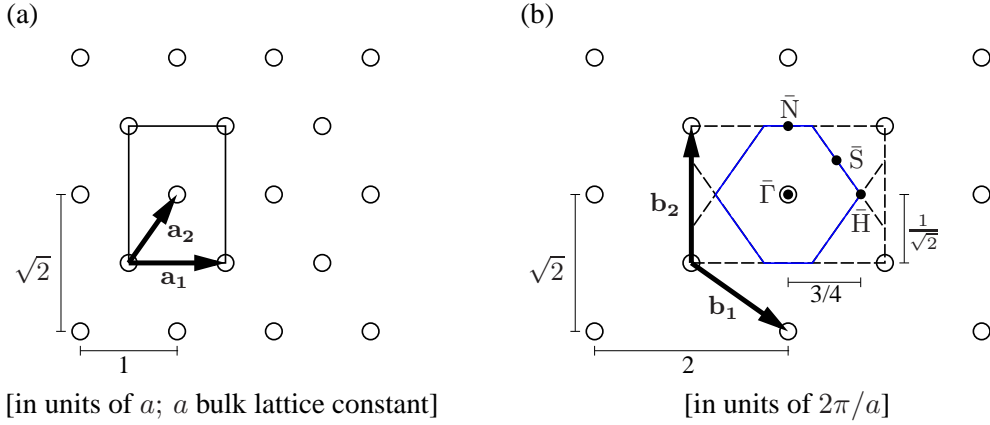 (a)
(b)
N̄
S̄
Γ̄
H̄
a₂
a₁
b₂
b₁
√2
1
√2
2
3/4
1/√2
[in units of a; a bulk lattice constant]
[in units of 2π/a]